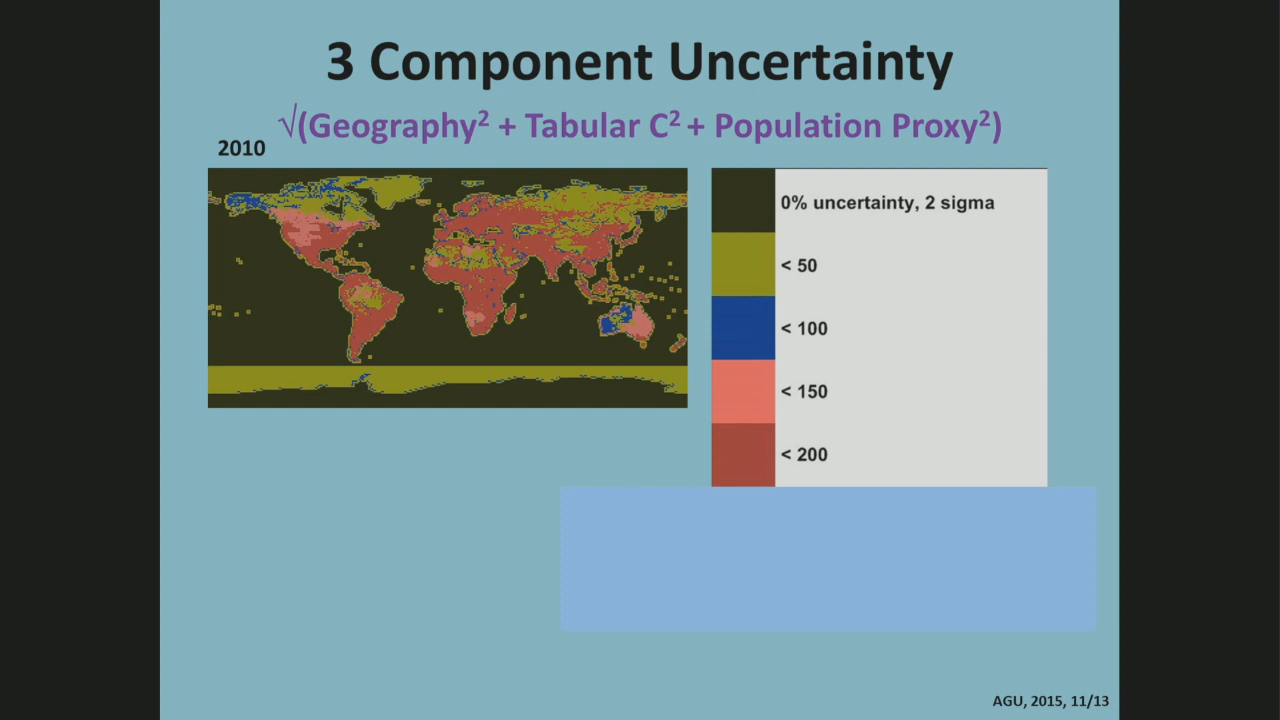 3 Component Uncertainty
√(Geography² + Tabular C² + Population Proxy²)
2010
0% uncertainty, 2 sigma
< 50
< 100
< 150
< 200
AGU, 2015, 11/13